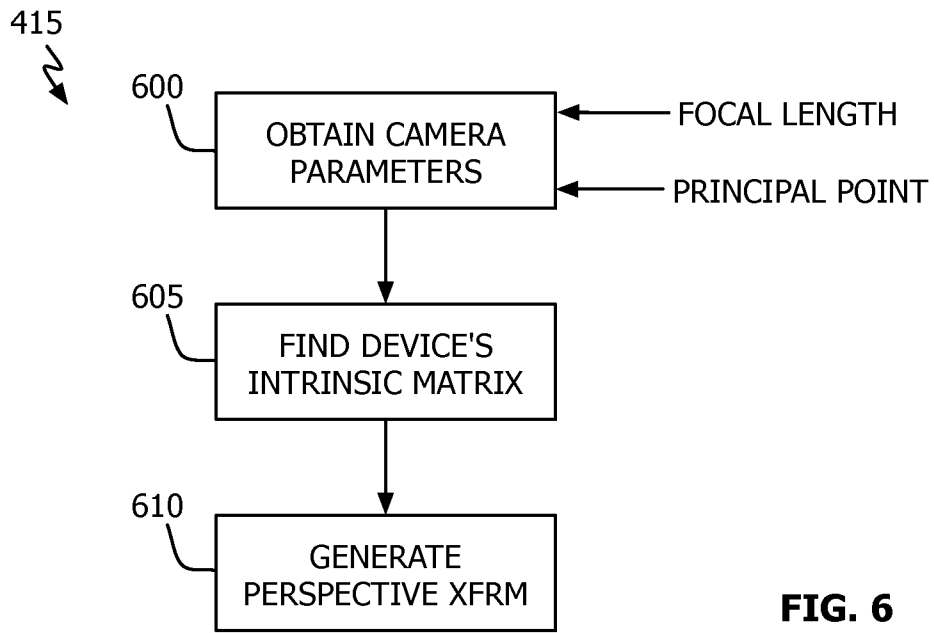 415
600
OBTAIN CAMERA
PARAMETERS
FOCAL LENGTH
PRINCIPAL POINT
605
FIND DEVICE'S
INTRINSIC MATRIX
610
GENERATE
PERSPECTIVE XFRM
FIG. 6